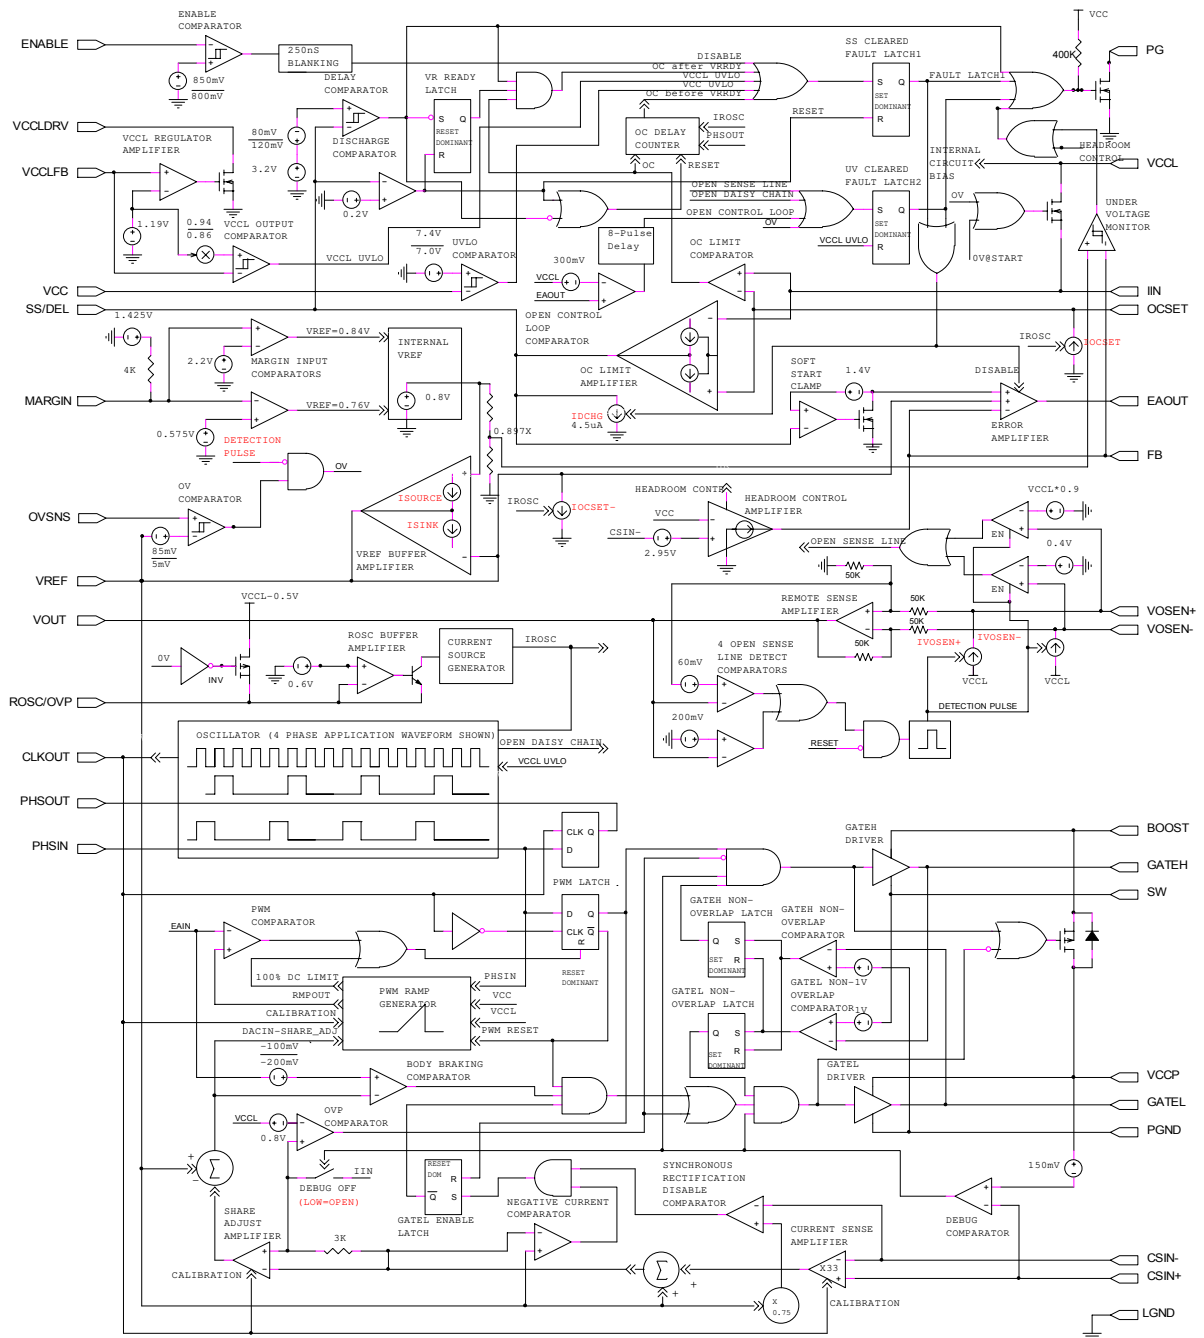 ENABLE
COMPARATOR
VCC
ENABLE
250nS
BLANKING
850mV
800mV
DELAY
COMPARATOR
VR READY
LATCH
DISABLE
OC after VRRDY
VCCL UVLO
VCC UVLO
OC before VRRDY
SS CLEARED
FAULT LATCH1
FAULT LATCH1
400K
PG
S
Q
SET
DOMINANT
R
VCCLDRV
VCCL REGULATOR
AMPLIFIER
80mV
120mV
DISCHARGE
COMPARATOR
3.2V
S
Q
RESET
DOMINANT
R
OC DELAY
COUNTER
IROSC
PHSOUT
RESET
OC
RESET
HEADROOM
CONTROL
VCCLFB
INTERNAL
CIRCUIT
BIAS
VCCL
1.19V
0.94
0.86
VCCL OUTPUT
COMPARATOR
0.2V
OPEN SENSE LINE
OPEN DAISY CHAIN
OPEN CONTROL LOOP
OV
UV CLEARED
FAULT LATCH2
S
Q
SET
DOMINANT
R
VCCL UVLO
OV
0V@START
UNDER
VOLTAGE
MONITOR
VCCL UVLO
7.4V
7.0V
UVLO
COMPARATOR
8-Pulse
Delay
OC LIMIT
COMPARATOR
300mV
VCCL
EAOUT
VCC
IIN
SS/DEL
OPEN CONTROL
LOOP
COMPARATOR
OCSET
1.425V
4K
VREF=0.84V
INTERNAL
VREF
2.2V
MARGIN INPUT
COMPARATORS
0.8V
OC LIMIT
AMPLIFIER
SOFT
START
CLAMP
1.4V
IROSC
IOCSET
DISABLE
MARGIN
VREF=0.76V
0.575V
0.897X
IDCHG
4.5uA
ERROR
AMPLIFIER
EAOUT
DETECTION
PULSE
OV
FB
OV
COMPARATOR
ISOURCE
ISINK
IROSC
IOCSET-
HEADROOM CONTR
VCC
CSIN-
2.95V
HEADROOM CONTROL
AMPLIFIER
VCCL*0.9
EN
0.4V
EN
OVSNS
85mV
5mV
VREF BUFFER
AMPLIFIER
OPEN SENSE LINE
VREF
VCCL-0.5V
50K
REMOTE SENSE
AMPLIFIER
50K
50K
50K
VOSEN+
VOUT
VOSEN-
IVOSEN+
IVOSEN-
VCCL
VCCL
0V
INV
0.6V
ROSC BUFFER
AMPLIFIER
CURRENT
SOURCE
GENERATOR
IROSC
60mV
4 OPEN SENSE
LINE DETECT
COMPARATORS
200mV
RESET
DETECTION PULSE
ROSC/OVP
OSCILLATOR (4 PHASE APPLICATION WAVEFORM SHOWN)
OPEN DAISY CHAIN
VCCL UVLO
CLKOUT
PHSOUT
PHSIN
CLK
Q
D
GATEH
DRIVER
BOOST
GATEH
SW
PWM LATCH
D
Q
CLK
Q
R
RESET
DOMINANT
PWM
COMPARATOR
EAIN
GATEH NON-
OVERLAP LATCH
Q
S
R
SET
DOMINANT
GATEH NON-
OVERLAP
COMPARATOR
100% DC LIMIT
RMPOUT
CALIBRATION
DACIN-SHARE_ADJ
PWM RAMP
GENERATOR
PHSIN
VCC
VCCL
PWM RESET
GATEL NON-
OVERLAP LATCH
Q
S
SET
DOMINANT
R
GATEL NON-
1V
OVERLAP
COMPARATOR
1V
-100mV
-200mV
BODY BRAKING
COMPARATOR
GATEL
DRIVER
VCCP
GATEL
PGND
VCCL
0.8V
OVP
COMPARATOR
IIN
DEBUG OFF
(LOW=OPEN)
RESET
DOM
R
Q
S
GATEL ENABLE
LATCH
NEGATIVE CURRENT
COMPARATOR
SYNCHRONOUS
RECTIFICATION
DISABLE
COMPARATOR
150mV
DEBUG
COMPARATOR
SHARE
ADJUST
AMPLIFIER
3K
CALIBRATION
CURRENT SENSE
AMPLIFIER
X33
CALIBRATION
X
0.75
CSIN-
CSIN+
LGND